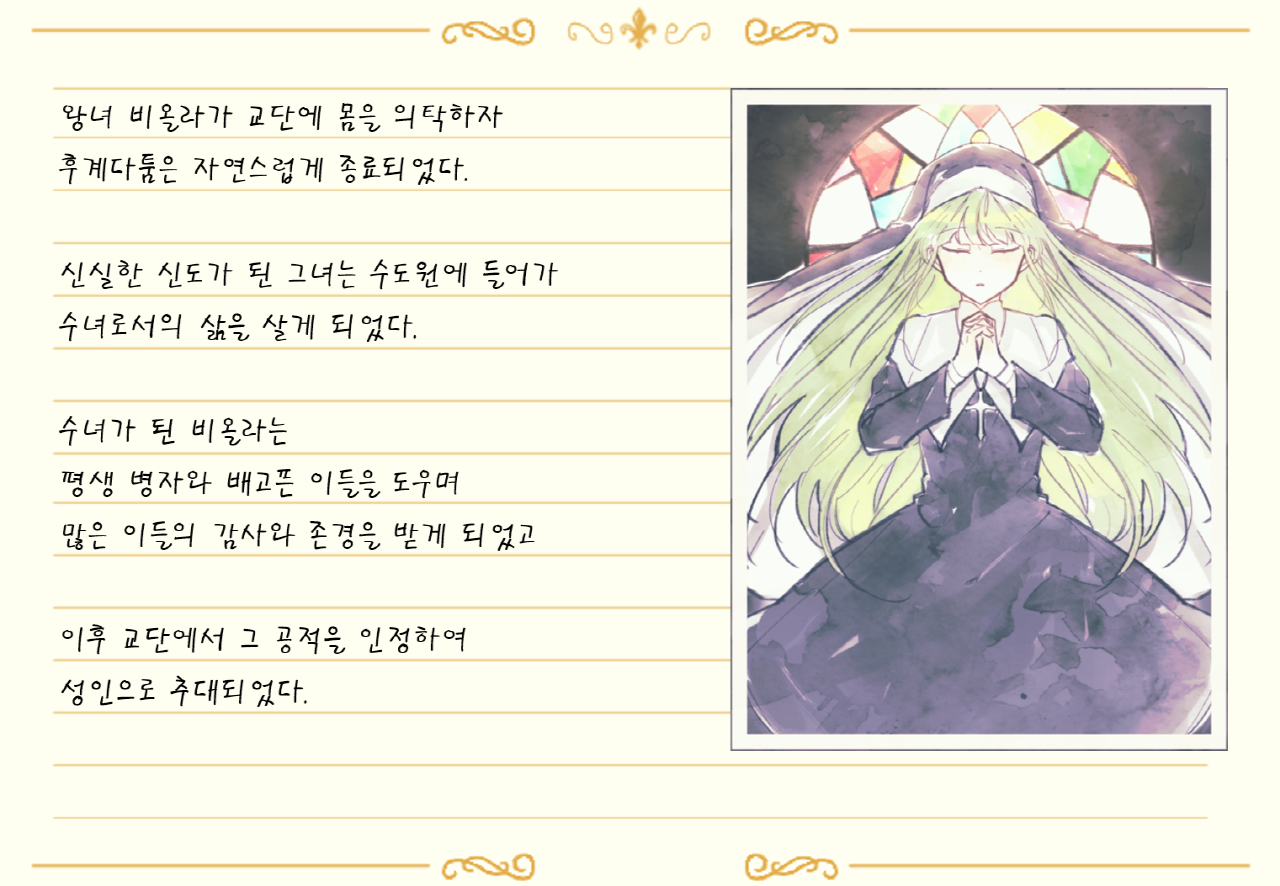 왕녀 비올라가 교단에 몸을 의탁하자
후계다툼은 자연스럽게 종료되었다.
신실한 신도가 된 그녀는 수도원에 들어가
수녀로서의 삶을 살게 되었다.
수녀가 된 비올라는
평생 병자와 배고픈 이들을 도우며
많은 이들의 감사와 존경을 받게 되었고
이후 교단에서 그 공적을 인정하여
성인으로 추대되었다.